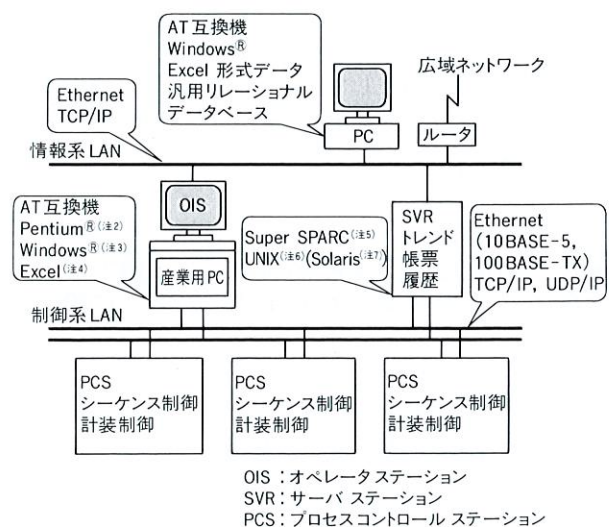 AT互換機
Windows®
Excel 形式データ
汎用リレーショナル
データベース
広域ネットワーク
Ethernet
TCP/IP
PC
ルータ
情報系LAN
OIS
AT互換機
Pentium®(注2)
Windows®(注3)
Excel(注4)
産業用PC
Super SPARC(注5)
UNIX(注6)(Solaris(注7))
SVR
トレンド
帳票
履歴
Ethernet
(10BASE-5,
100BASE-TX)
TCP/IP, UDP/IP
制御系LAN
PCS
シーケンス制御
計装制御
PCS
シーケンス制御
計装制御
PCS
シーケンス制御
計装制御
OIS：オペレータステーション
SVR：サーバ ステーション
PCS：プロセスコントロール ステーション